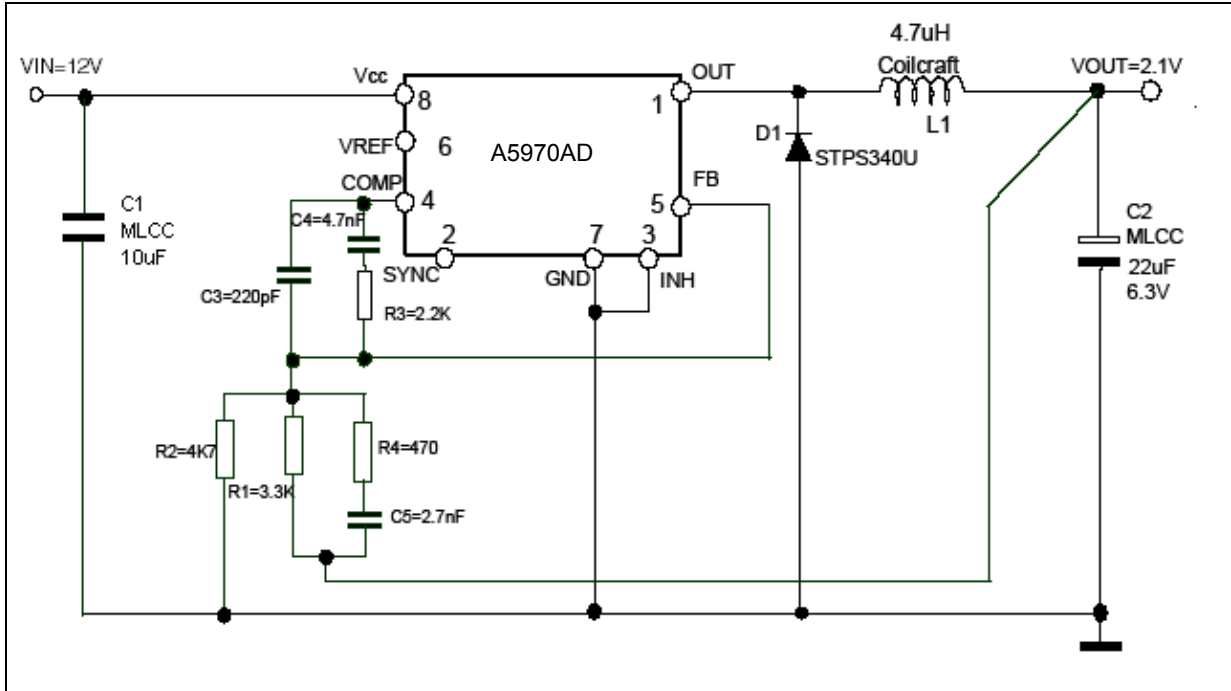 4.7uH
Coilcraft
VIN=12V
Vcc
OUT
VOUT=2.1V
8
1
L1
D1
VREF
6
A5970AD
STPS340U
COMP
4
FB
5
C1
MLCC
10uF
C4=4.7nF
2
7
3
C2
MLCC
22uF
6.3V
SYNC
GND
INH
C3=220pF
R3=2.2K
R2=4K7
R4=470
R1=3.3K
C5=2.7nF